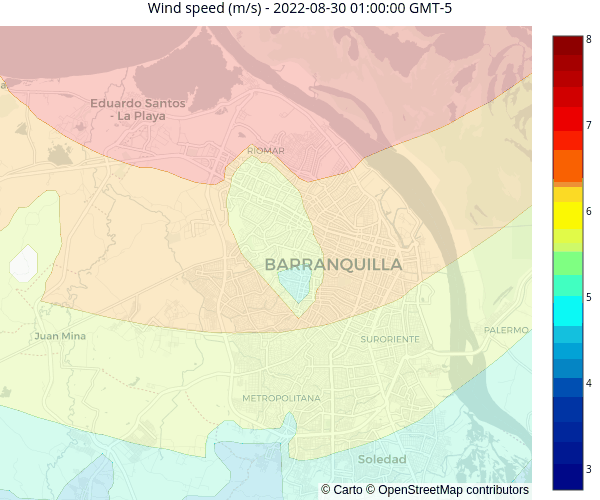 Wind speed (m/s) - 2022-08-30 01:00:00 GMT-5
8
7
6
5
4
3
Eduardo Santos
- La Playa
RIOMAR
BARRANQUILLA
Juan Mina
SURORIENTE
PALERMO
METROPOLITANA
Soledad
© Carto © OpenStreetMap contributors